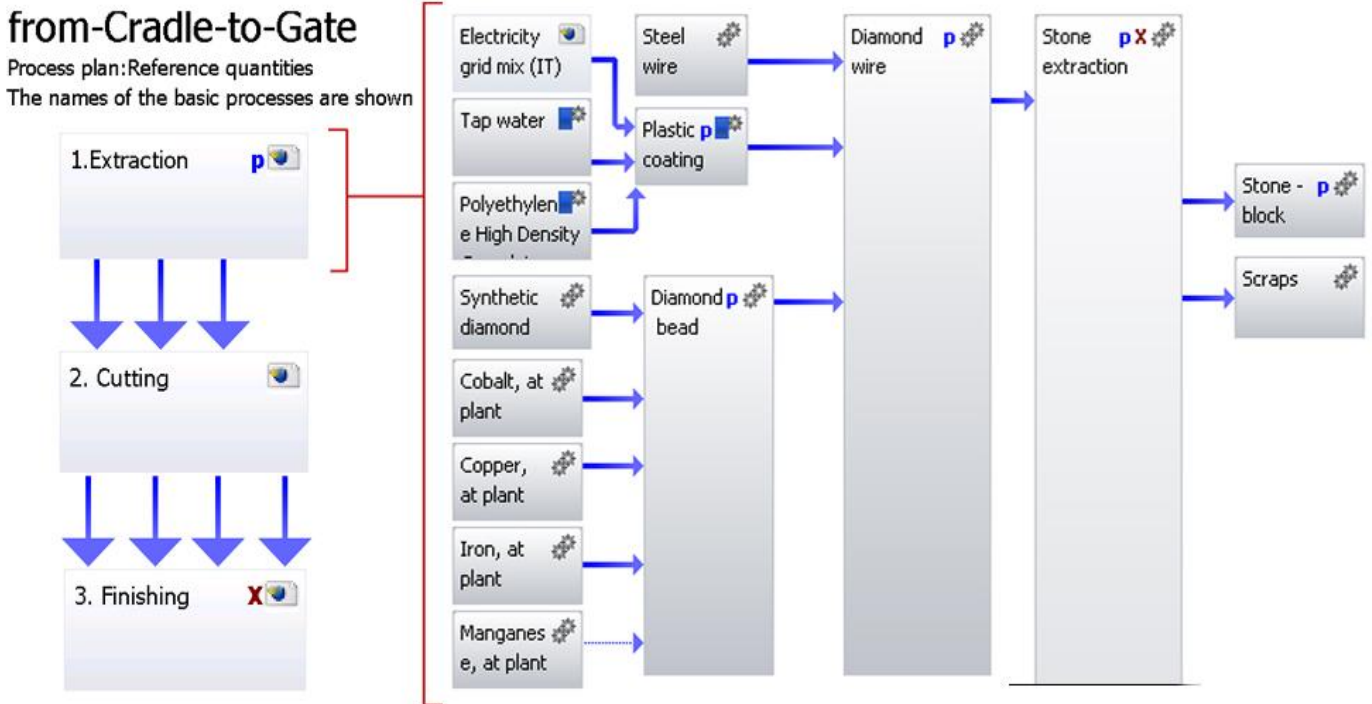 from-Cradle-to-Gate
Process plan:Reference quantities
The names of the basic processes are shown
1.Extraction p
2. Cutting
3. Finishing X
Electricity
grid mix (IT)
Tap water
Polyethylen
e High Density
Steel
wire
Plastic p
coating
Synthetic
diamond
Cobalt, at
plant
Copper,
at plant
Iron, at
plant
Manganes
e, at plant
Diamond p
bead
Diamond p
wire
Stone p X
extraction
Stone - p
block
Scraps